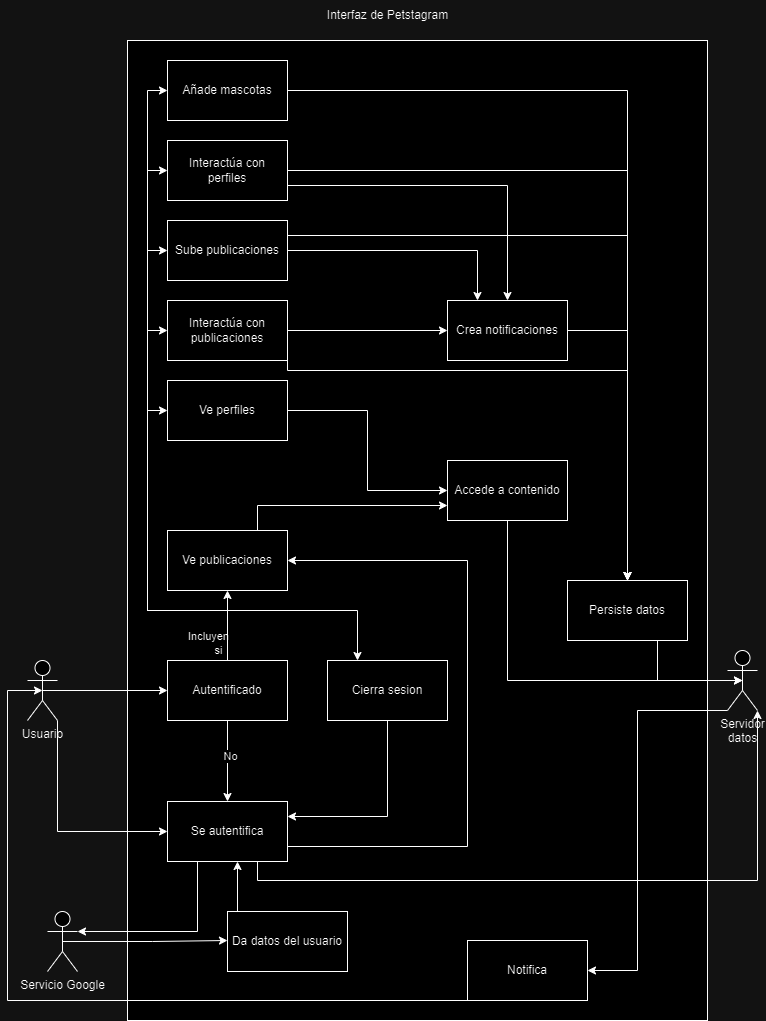 Interfaz de Petstagram
Añade mascotas
Interactúa con
perfiles
Sube publicaciones
Interactúa con
publicaciones
Crea notificaciones
Ve perfiles
Accede a contenido
Ve publicaciones
Persiste datos
Incluyen
si
Autentificado
Cierra sesion
Usuario
Servidor
datos
No
Se autentifica
Da datos del usuario
Notifica
Servicio Google